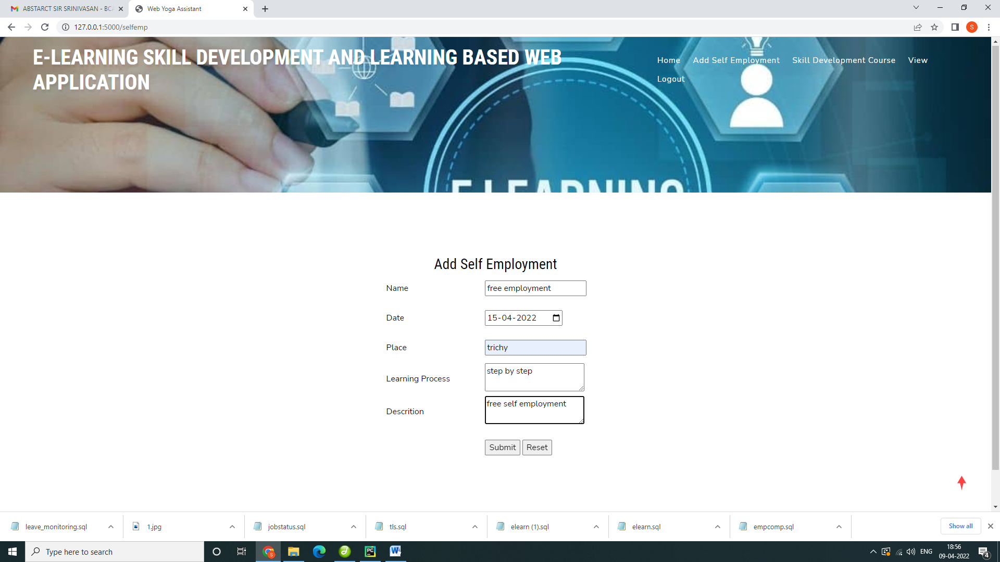 ABSTARCT SIR SRINIVASAN - BCA
Web Yoga Assistant
127.0.0.1:5000/selfemp
S
E-LEARNING SKILL DEVELOPMENT AND LEARNING BASED WEB
APPLICATION
Home Add Self Employment Skill Development Course View
Logout
E LEARNING
Add Self Employment
Name free employment
Date 15-04-2022
Place trichy
Learning Process step by step
Descrition free self employment
Submit Reset
leave_monitoring.sql 1.jpg jobstatus.sql tls.sql elearn (1).sql elearn.sql empcomp.sql Show all
Type here to search
S
PC
W
ENG
18:56
09-04-2022
4